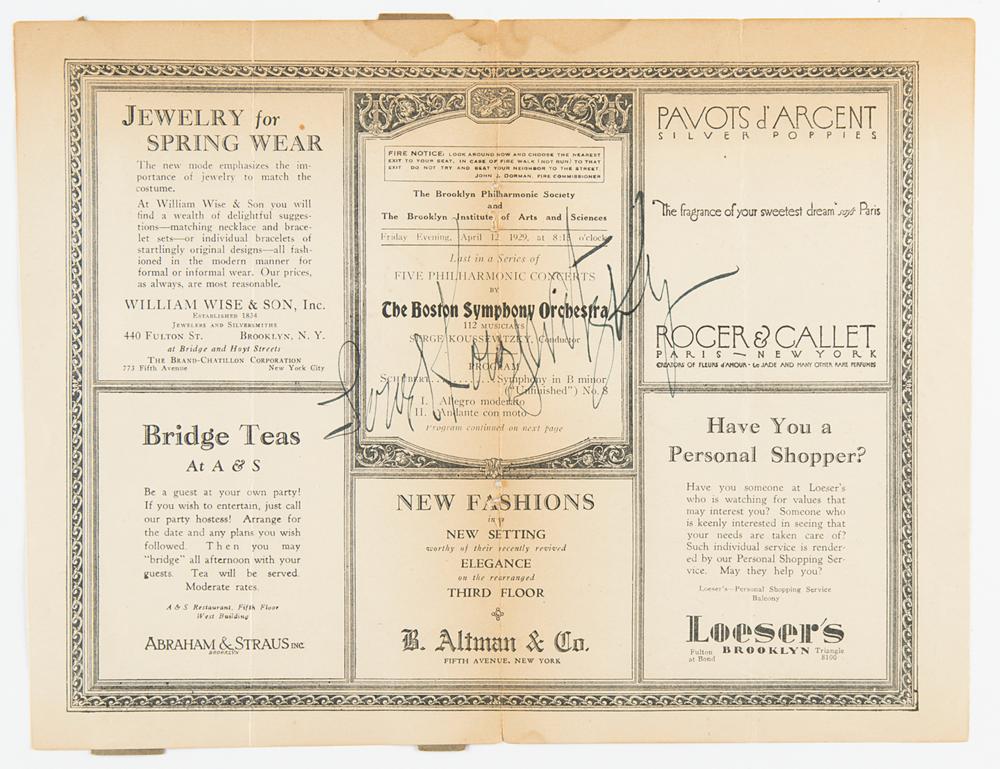 JEWELRY for
SPRING WEAR
The new mode emphasizes the im-
portance of jewelry to match the
costume.
At William Wise & Son you will
find a wealth of delightful sugges-
tions—matching necklace and brace-
let sets—or individual bracelets of
startlingly original designs—all fash-
ioned in the modern manner for
formal or informal wear. Our prices,
as always, are most reasonable.
WILLIAM WISE & SON, Inc.
ESTABLISHED 1834
JEWELERS AND SILVERSMITHS
440 FULTON ST. BROOKLYN, N. Y.
at Bridge and Hoyt Streets
THE BRAND-CHATILLON CORPORATION
773 Fifth Avenue New York City
Bridge Teas
At A & S
Be a guest at your own party!
If you wish to entertain, just call
our party hostess! Arrange for
the date and any plans you wish
followed. Then you may
"bridge" all afternoon with your
guests. Tea will be served.
Moderate rates.
A & S Restaurant, Fifth Floor
West Building
ABRAHAM & STRAUS INC.
BROOKLYN
FIRE NOTICE: LOOK AROUND NOW AND CHOOSE THE NEAREST
EXIT TO YOUR SEAT. IN CASE OF FIRE WALK (NOT RUN) TO THAT
EXIT. DO NOT TRY AND BEAT YOUR NEIGHBOR TO THE STREET.
JOHN J. DORMAN, FIRE COMMISSIONER
The Brooklyn Philharmonic Society
and
The Brooklyn Institute of Arts and Sciences
Friday Evening, April 12 1929, at 8:15 o'clock
Last in a Series of
FIVE PHILHARMONIC CONCERTS
BY
The Boston Symphony Orchestra
112 MUSICIANS
SERGE KOUSSEVITZKY, Conductor
PROGRAM
SCHUBERT........Symphony in B minor
("Unfinished") No. 8
I. Allegro moderato
II. Andante con moto
Program continued on next page
Serge Koussevitzky
NEW FASHIONS
in a
NEW SETTING
worthy of their recently revived
ELEGANCE
on the rearranged
THIRD FLOOR
B. Altman & Co.
FIFTH AVENUE, NEW YORK
PAVOTS d'ARGENT
SILVER POPPIES
"The fragrance of your sweetest dream" says Paris
ROGER & GALLET
PARIS — NEW YORK
CREATORS OF FLEURS d'AMOUR - Le JADE AND MANY OTHER RARE PERFUMES
Have You a
Personal Shopper?
Have you someone at Loeser's
who is watching for values that
may interest you? Someone who
is keenly interested in seeing that
your needs are taken care of?
Such individual service is render-
ed by our Personal Shopping Ser-
vice. May they help you?
Loeser's—Personal Shopping Service
Balcony
Loeser's
Fulton at Bond BROOKLYN Triangle 8100